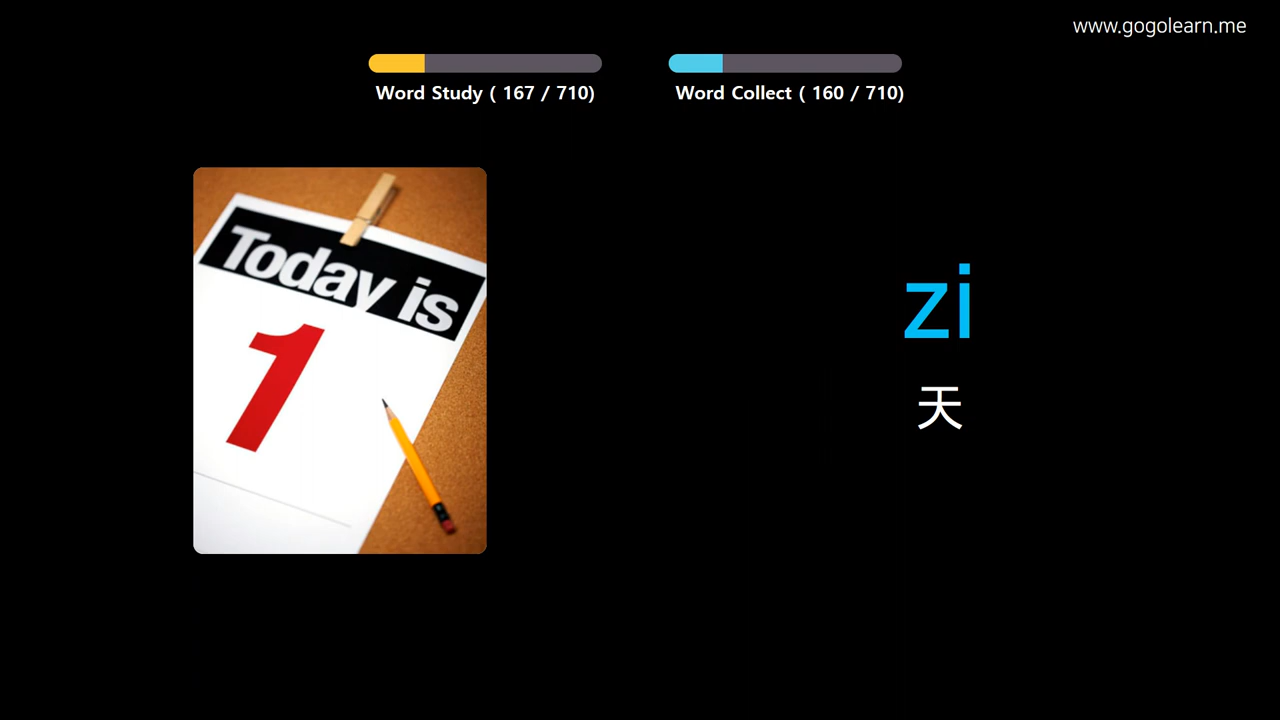 www.gogolearn.me
Word Study ( 167 / 710)
Word Collect ( 160 / 710)
Today is
1
zi
天